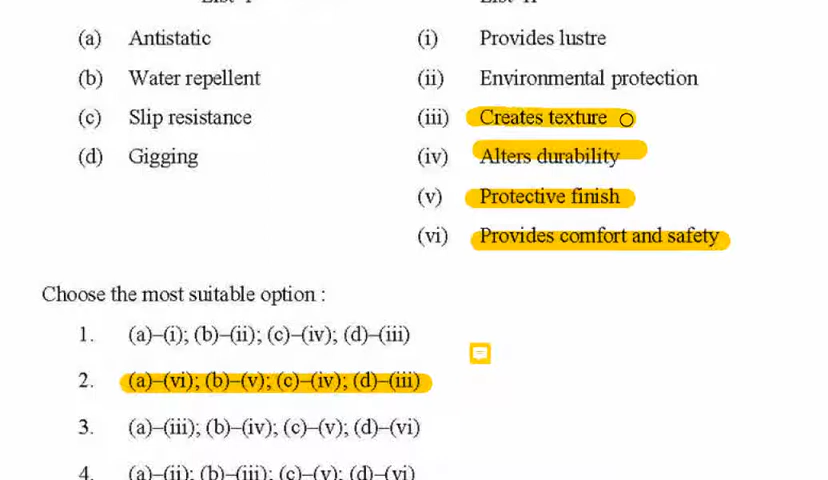 (a) Antistatic (i) Provides lustre
(b) Water repellent (ii) Environmental protection
(c) Slip resistance (iii) Creates texture
(d) Gigging (iv) Alters durability
(v) Protective finish
(vi) Provides comfort and safety
Choose the most suitable option :
1. (a)–(i); (b)–(ii); (c)–(iv); (d)–(iii)
2. (a)–(vi); (b)–(v); (c)–(iv); (d)–(iii)
3. (a)–(iii); (b)–(iv); (c)–(v); (d)–(vi)
4. (a)–(ii); (b)–(iii); (c)–(v); (d)–(vi)